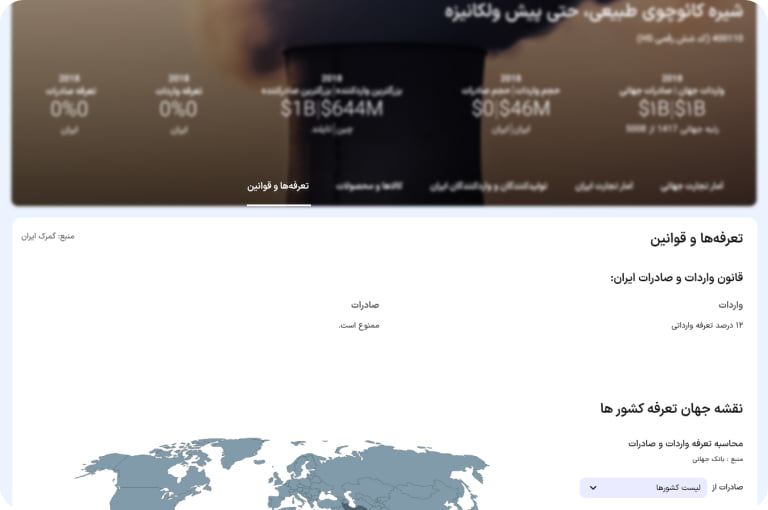 شیره کائوچوی طبیعی، حتی پیش ولکانیزه
400110 (کد شش رقمی HS)
2018
واردات جهان | صادرات جهانی
$1B|$1B
رتبه جهانی 1417 از 5008
2018
حجم واردات | حجم صادرات
$0|$46M
ایران | ایران
2018
بزرگترین واردکننده | بزرگترین صادرکننده
$1B|$644M
چین | تایلند
2018
تعرفه واردات
0%0
ایران
2018
تعرفه صادرات
0%0
ایران
آمار تجارت جهانی
آمار تجارت ایران
تولیدکنندگان و واردکنندگان ایران
کالاها و محصولات
تعرفه‌ها و قوانین
تعرفه‌ها و قوانین
منبع: گمرک ایران
قانون واردات و صادرات ایران:
واردات
۱۲ درصد تعرفه وارداتی
صادرات
ممنوع است.
نقشه جهان تعرفه کشور ها
محاسبه تعرفه واردات و صادرات
منبع : بانک جهانی
صادرات از
لیست کشورها